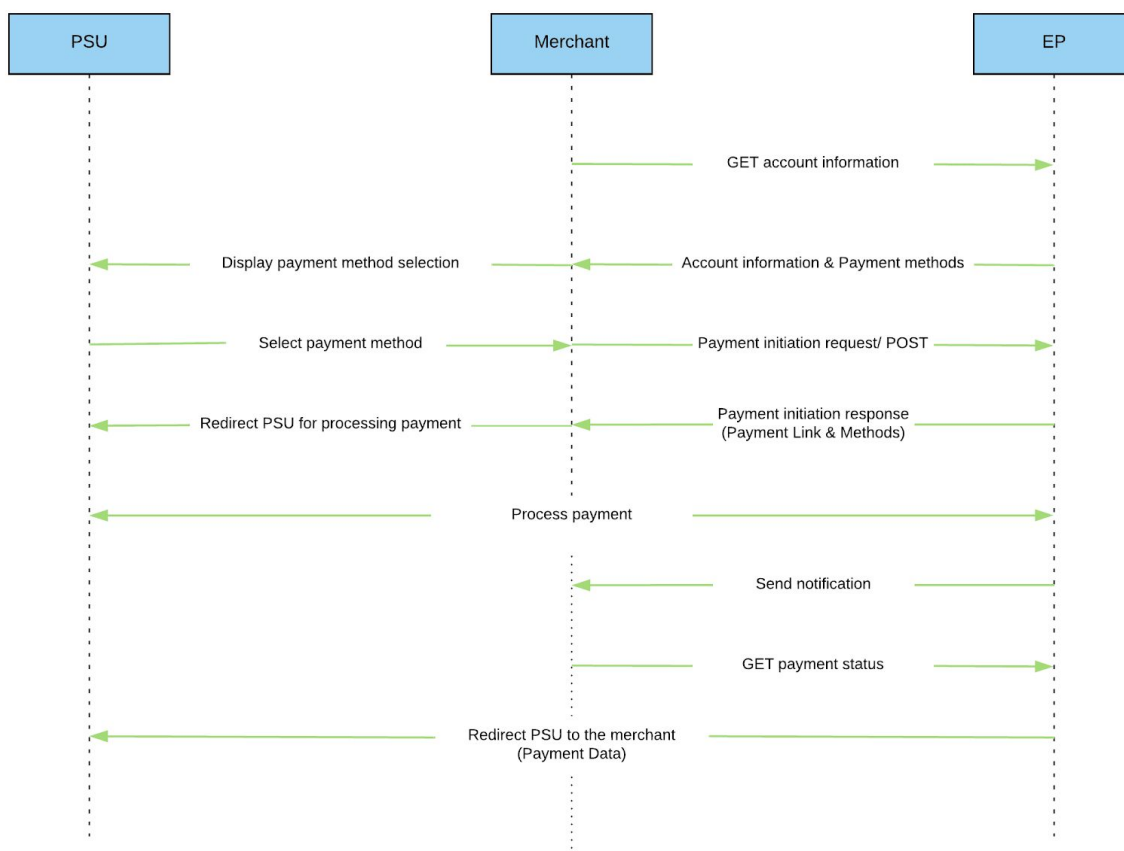 PSU
Merchant
EP
GET account information
Display payment method selection
Account information & Payment methods
Select payment method
Payment initiation request/ POST
Redirect PSU for processing payment
Payment initiation response
(Payment Link & Methods)
Process payment
Send notification
GET payment status
Redirect PSU to the merchant
(Payment Data)